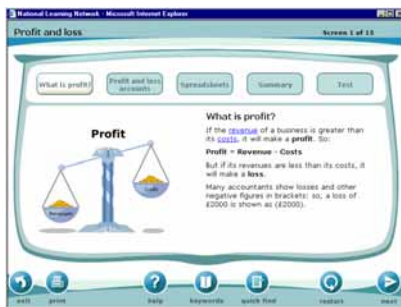 National Learning Network - Microsoft Internet Explorer
Profit and loss
Screen 1 of 15
What is profit?
Profit and loss
accounts
Spreadsheets
Summary
Test
Profit
Revenues
Costs
What is profit?
If the revenue of a business is greater than
its costs, it will make a profit. So:
Profit = Revenue - Costs
But if its revenues are less than its costs, it
will make a loss.
Many accountants show losses and other
negative figures in brackets: so, a loss of
£2000 is shown as (£2000).
exit
print
help
keywords
quick find
restart
next